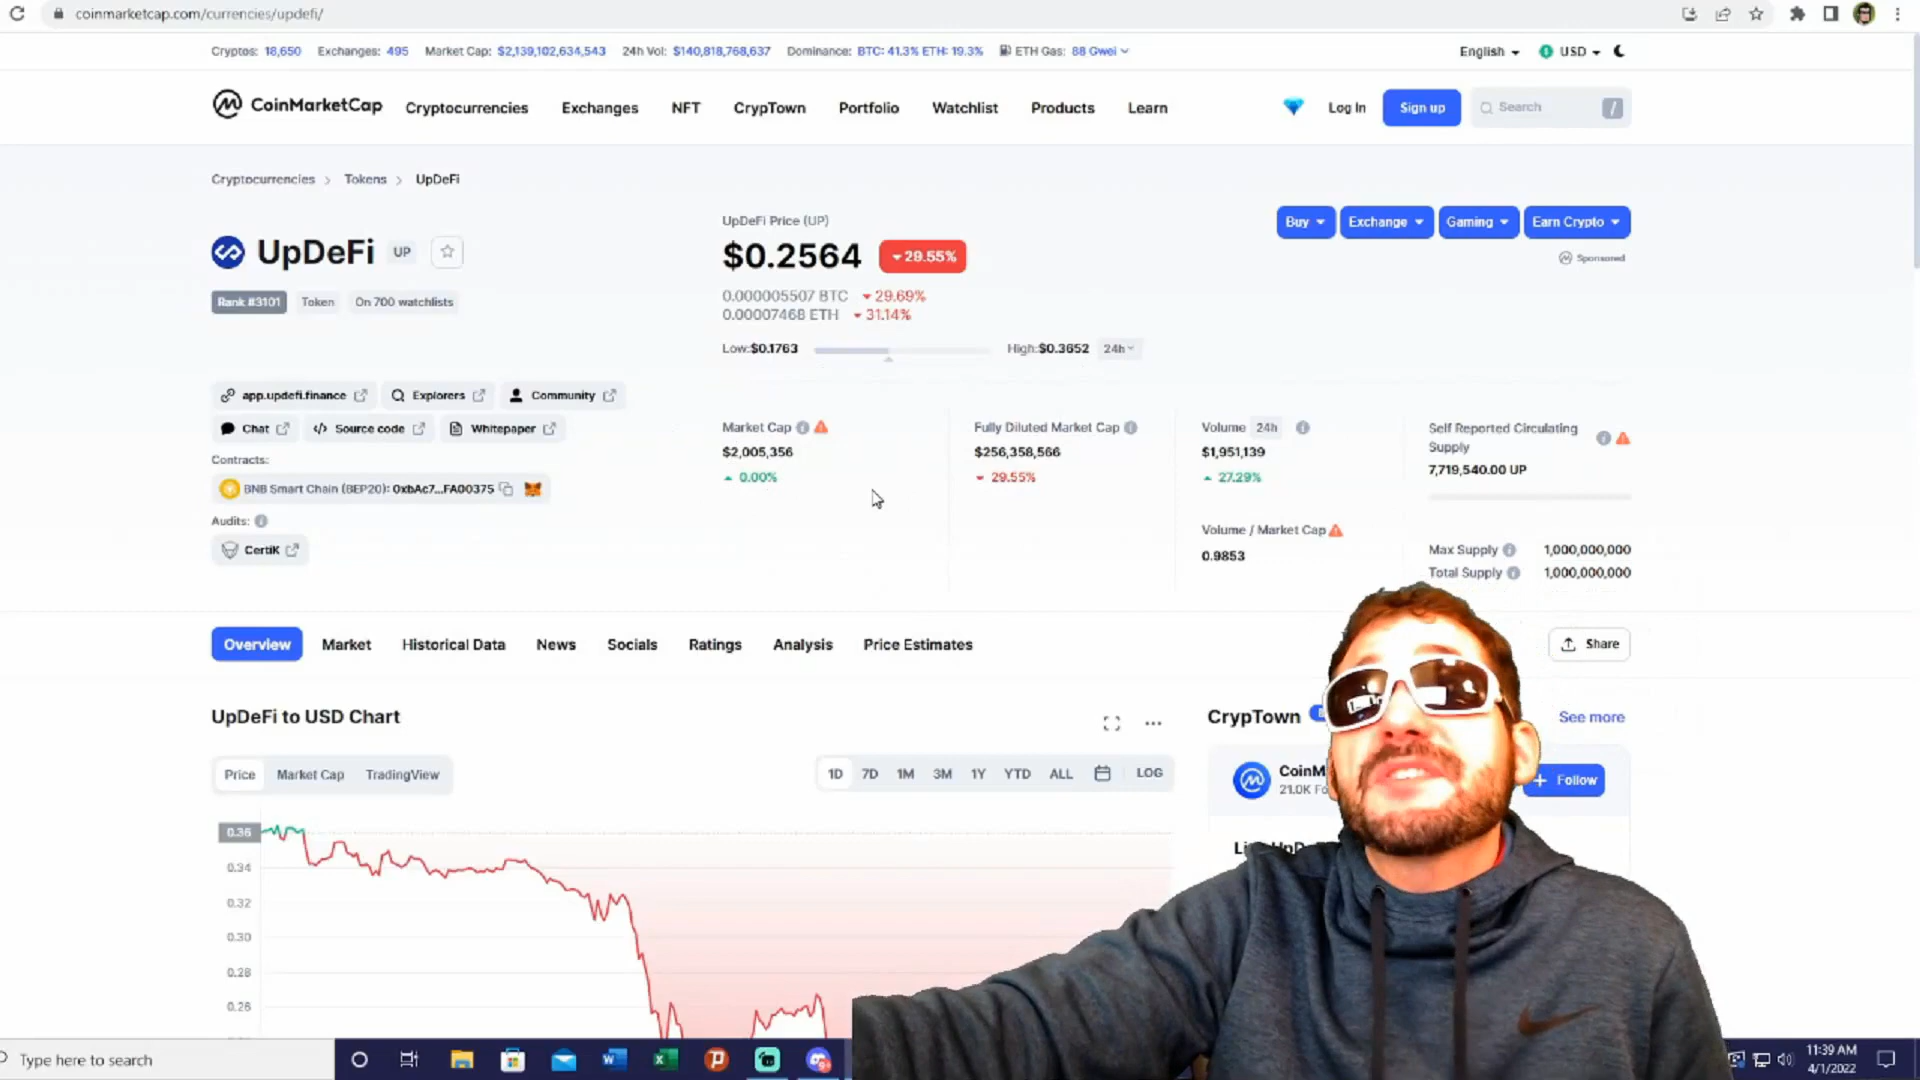 coinmarketcap.com/currencies/updefi/
Cryptos: 18,650 Exchanges: 495 Market Cap: $2,139,102,634,543 24h Vol: $140,818,768,637 Dominance: BTC: 41.3% ETH: 19.3% ETH Gas: 88 Gwei
English USD
CoinMarketCap Cryptocurrencies Exchanges NFT CrypTown Portfolio Watchlist Products Learn Log In Sign up Search /
Cryptocurrencies > Tokens > UpDeFi
UpDeFi UP
Rank #3101 Token On 700 watchlists
UpDeFi Price (UP)
$0.2564 29.55%
0.000005507 BTC 29.69%
0.00007468 ETH 31.14%
Low:$0.1763 High:$0.3652 24h
Buy Exchange Gaming Earn Crypto
Sponsored
app.updefi.finance Explorers Community
Chat Source code Whitepaper
Contracts:
BNB Smart Chain (BEP20): 0xbAc7...FA00375
Audits:
CertiK
Market Cap
$2,005,356
0.00%
Fully Diluted Market Cap
$256,358,566
29.55%
Volume 24h
$1,951,139
27.29%
Volume / Market Cap
0.9853
Self Reported Circulating
Supply
7,719,540.00 UP
Max Supply 1,000,000,000
Total Supply 1,000,000,000
Overview Market Historical Data News Socials Ratings Analysis Price Estimates Share
UpDeFi to USD Chart
Price Market Cap TradingView
1D 7D 1M 3M 1Y YTD ALL LOG
0.36
0.34
0.32
0.30
0.28
0.26
CrypTown See more
CoinM
21.0K Fo
+ Follow
Type here to search
11:39 AM
4/1/2022